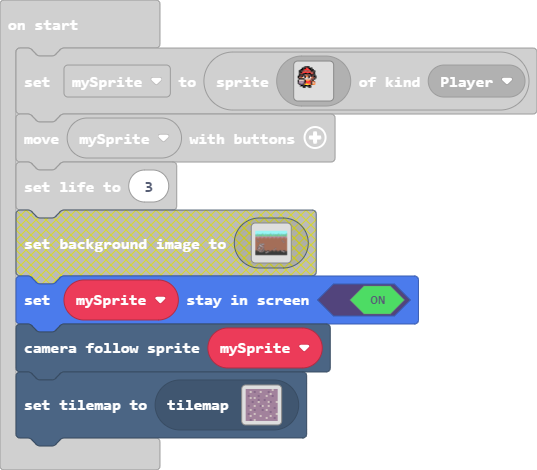 on start
set mySprite to sprite of kind Player
move mySprite with buttons
set life to 3
set background image to
set mySprite stay in screen ON
camera follow sprite mySprite
set tilemap to tilemap